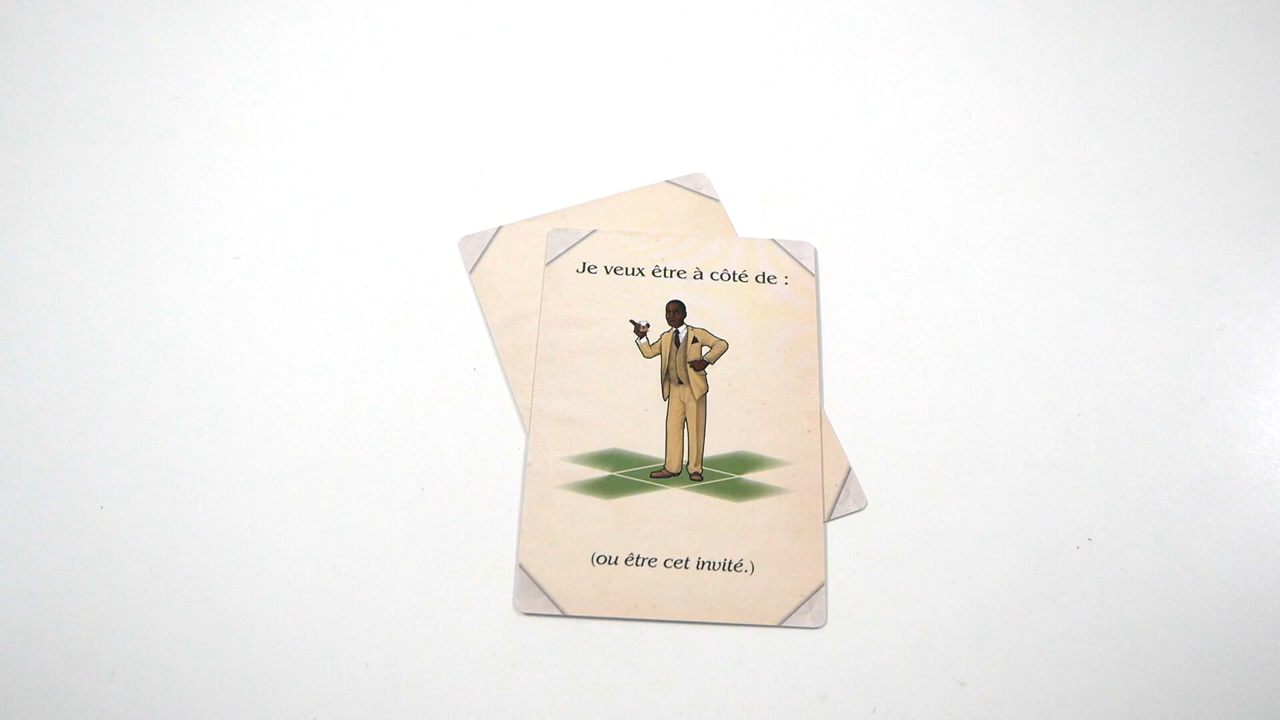 Je veux être à côté de :
(ou être cet invité.)